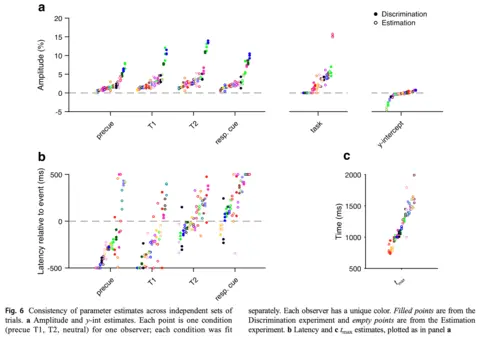 a
20
15
10
5
0
-5
Amplitude (%)
Discrimination
Estimation
precue
T1
T2
resp. cue
task
y-intercept
b
500
0
-500
Latency relative to event (ms)
precue
T1
T2
resp. cue
c
2000
1500
1000
500
Time (ms)
Fig. 6 Consistency of parameter estimates across independent sets of
trials. a Amplitude and y-int estimates. Each point is one condition
(precue T1, T2, neutral) for one observer; each condition was fit
separately. Each observer has a unique color. Filled points are from the
Discrimination experiment and empty points are from the Estimation
experiment. b Latency and c tmax estimates, plotted as in panel a